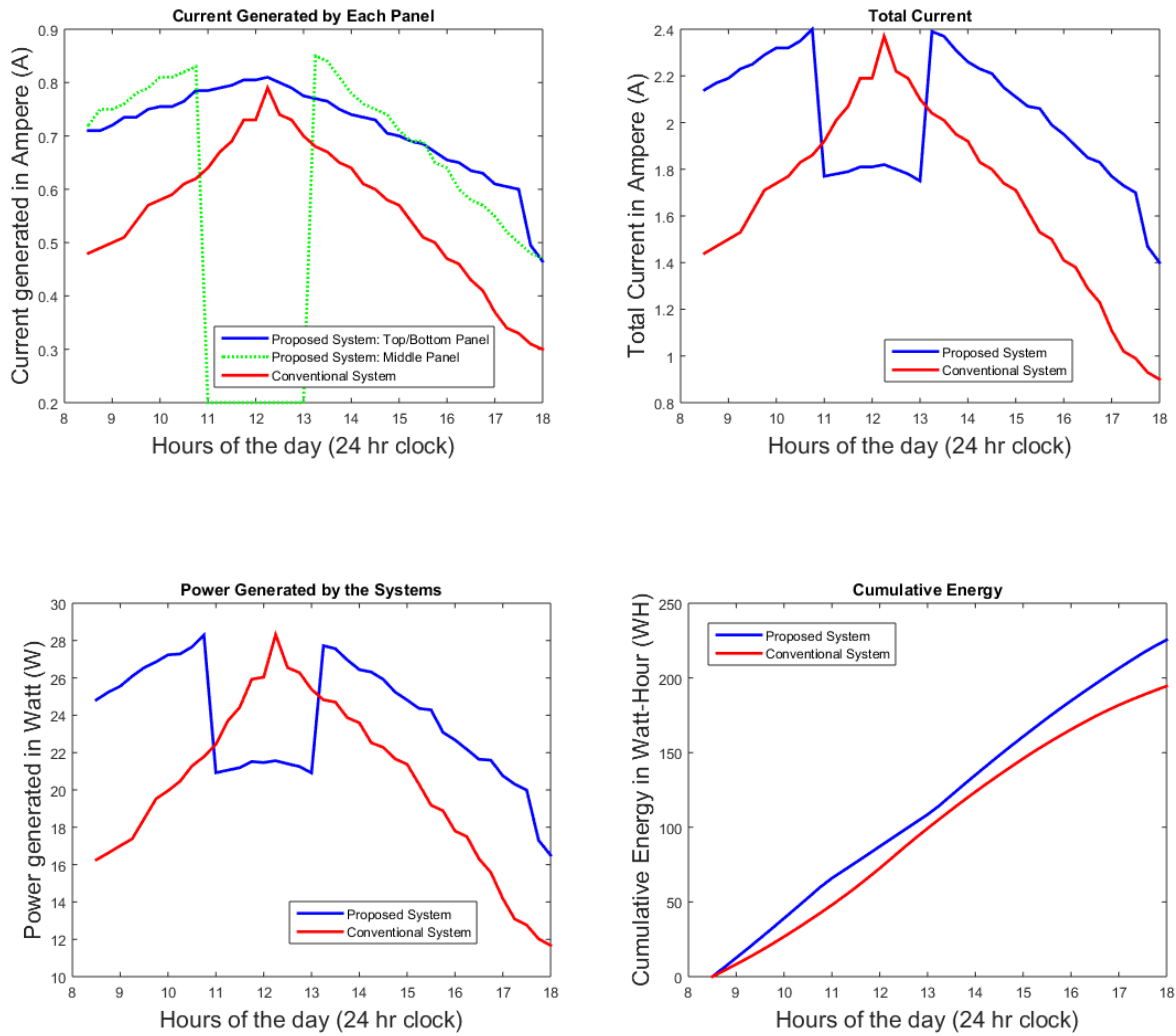 Current Generated by Each Panel
Current generated in Ampere (A)
0.9
0.8
0.7
0.6
0.5
0.4
0.3
0.2
Proposed System: Top/Bottom Panel
Proposed System: Middle Panel
Conventional System
8 9 10 11 12 13 14 15 16 17 18
Hours of the day (24 hr clock)
Total Current
Total Current in Ampere (A)
2.4
2.2
2
1.8
1.6
1.4
1.2
1
0.8
Proposed System
Conventional System
8 9 10 11 12 13 14 15 16 17 18
Hours of the day (24 hr clock)
Power Generated by the Systems
Power generated in Watt (W)
30
28
26
24
22
20
18
16
14
12
10
Proposed System
Conventional System
8 9 10 11 12 13 14 15 16 17 18
Hours of the day (24 hr clock)
Cumulative Energy
Cumulative Energy in Watt-Hour (WH)
250
200
150
100
50
0
Proposed System
Conventional System
8 9 10 11 12 13 14 15 16 17 18
Hours of the day (24 hr clock)